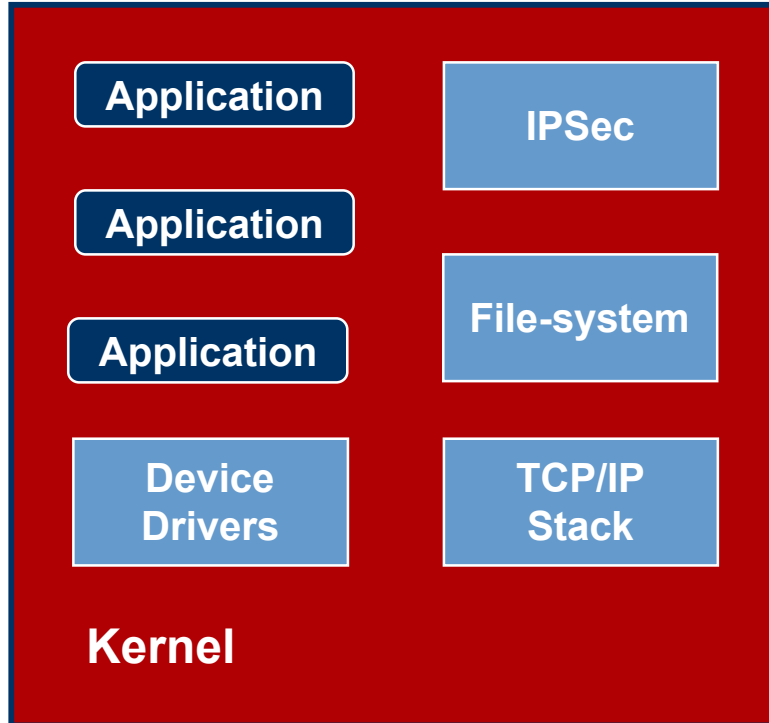 Application
Application
Application
Device
Drivers
IPSec
File-system
TCP/IP
Stack
Kernel